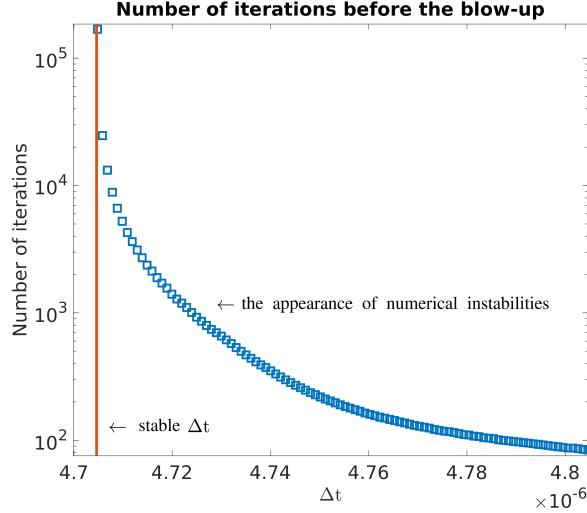 Number of iterations before the blow-up
Number of iterations
10^5
10^4
10^3
10^2
← the appearance of numerical instabilities
← stable Δt
4.7 4.72 4.74 4.76 4.78 4.8
Δt
×10^-6